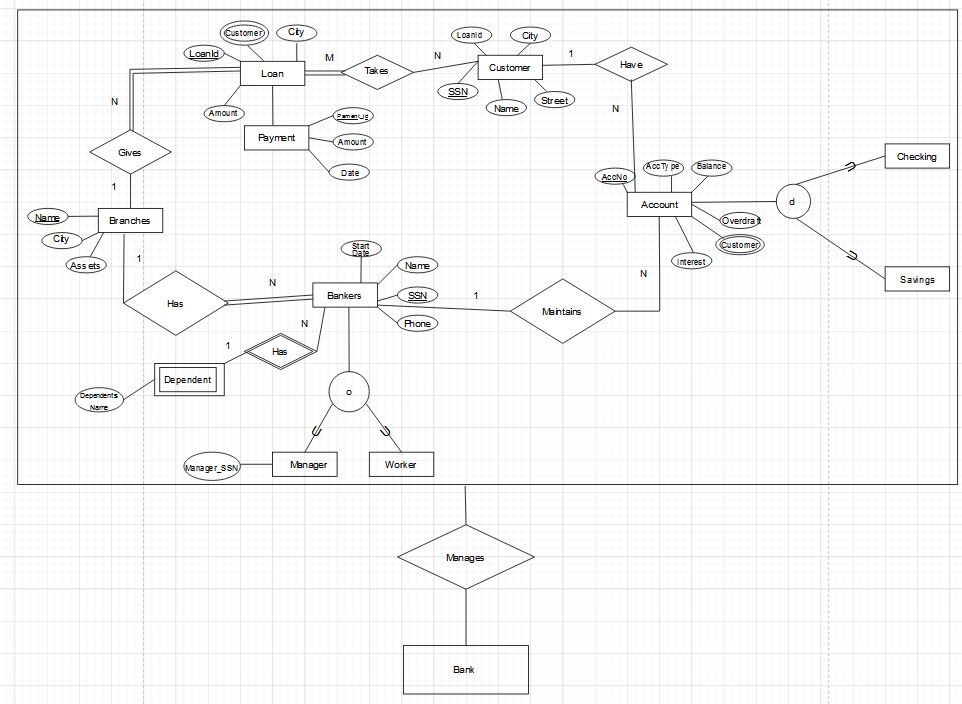 Customer
City
LoanId
Loan
Amount
M
Takes
N
LoanId
City
Customer
SSN
Name
Street
1
Have
N
N
Gives
1
Payment
Amount
Date
Checking
d
U
U
Savings
AccNo
AccType
Balance
Account
Overdraft
Customer
Interest
N
Name
Branches
City
Assets
1
Has
N
Start
Date
Name
Bankers
SSN
Phone
1
Maintains
N
1
Has
Dependent
Dependents
Name
o
U
U
Manager_SSN
Manager
Worker
Manages
Bank